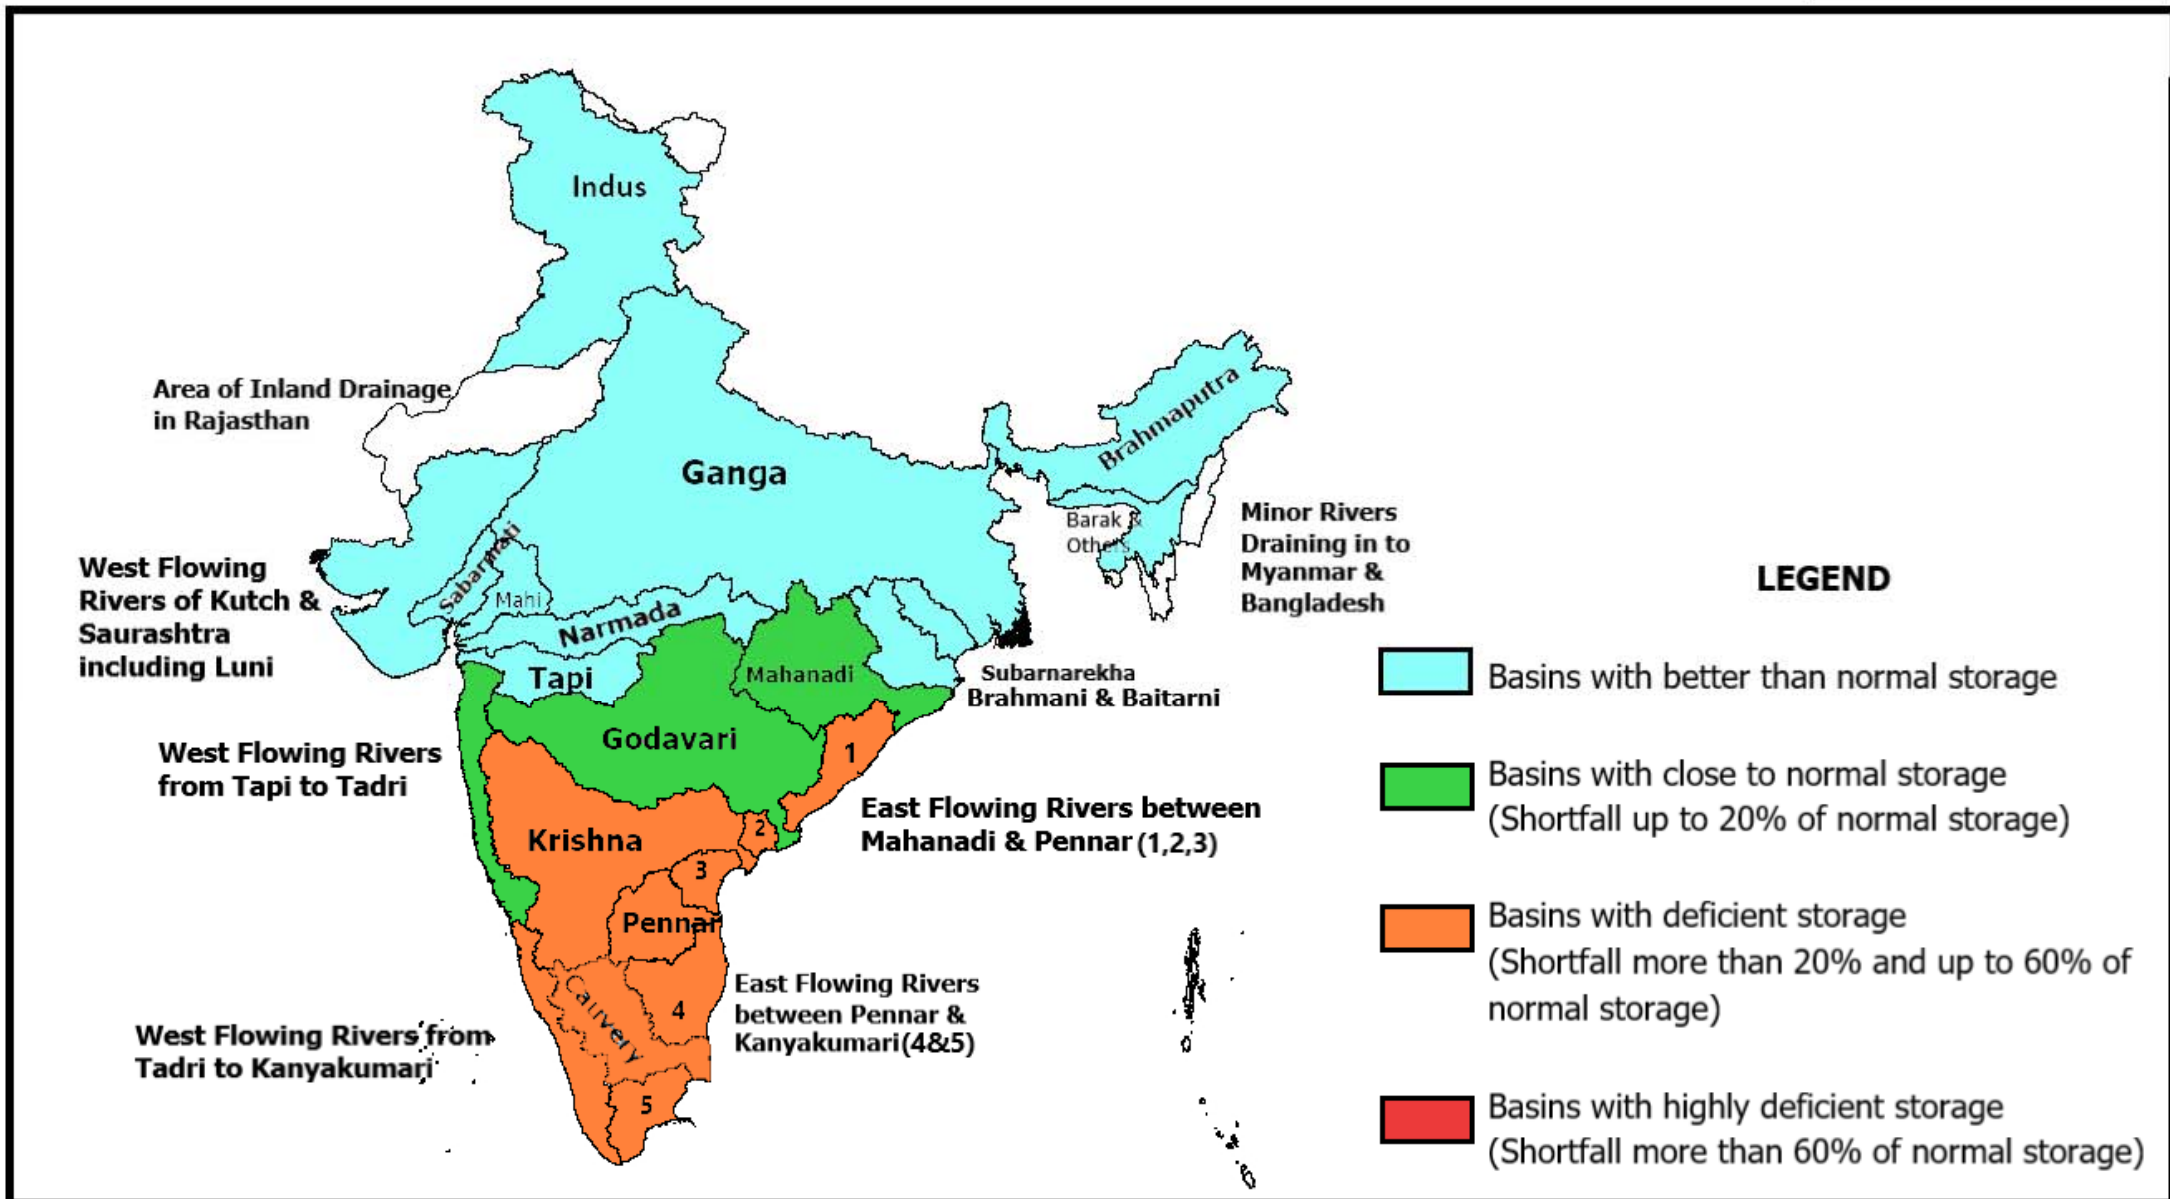 Indus
Area of Inland Drainage
in Rajasthan
Ganga
Brahmaputra
Barak &
Others
Minor Rivers
Draining in to
Myanmar &
Bangladesh
West Flowing
Rivers of Kutch &
Saurashtra
including Luni
Sabarmati
Mahi
Narmada
Tapi
Mahanadi
Subarnarekha
Brahmani & Baitarni
Godavari
West Flowing Rivers
from Tapi to Tadri
1
East Flowing Rivers between
Mahanadi & Pennar (1,2,3)
Krishna
2
3
Pennar
Cauvery
4
East Flowing Rivers
between Pennar &
Kanyakumari(4&5)
West Flowing Rivers from
Tadri to Kanyakumari
5
LEGEND
Basins with better than normal storage
Basins with close to normal storage
(Shortfall up to 20% of normal storage)
Basins with deficient storage
(Shortfall more than 20% and up to 60% of
normal storage)
Basins with highly deficient storage
(Shortfall more than 60% of normal storage)